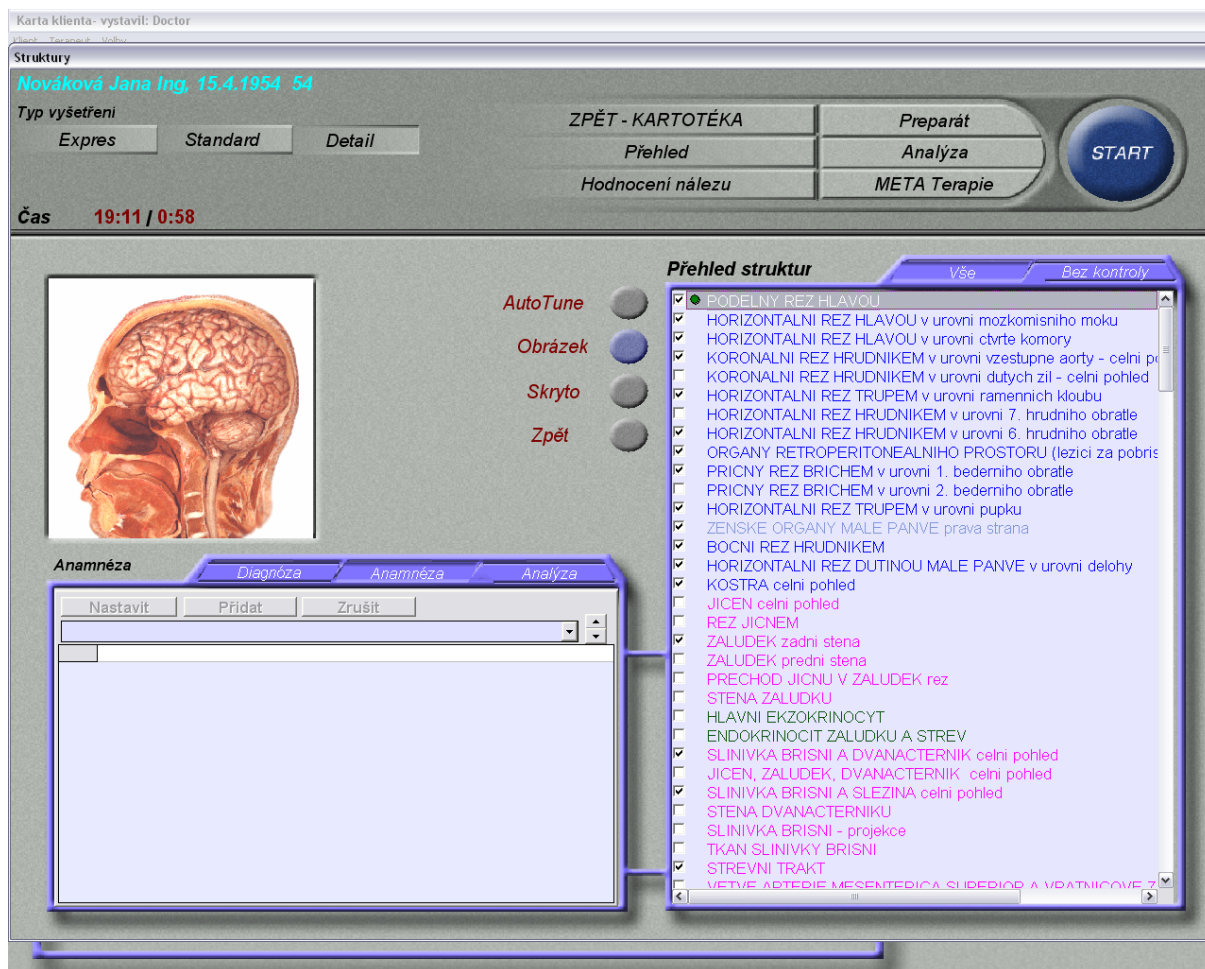 Karta klienta- vystavil: Doctor
Klient Terapeut Volby
Struktury
Nováková Jana Ing, 15.4.1954 54
Typ vyšetření
Expres Standard Detail
ZPĚT - KARTOTÉKA Preparát
Přehled Analýza
Hodnocení nálezu META Terapie
START
Čas 19:11 / 0:58
Přehled struktur Vše Bez kontroly
AutoTune
Obrázek
Skryto
Zpět
PODELNY REZ HLAVOU
HORIZONTALNI REZ HLAVOU v urovni mozkomisniho moku
HORIZONTALNI REZ HLAVOU v urovni ctvrte komory
KORONALNI REZ HRUDNIKEM v urovni vzestupne aorty - celni po
KORONALNI REZ HRUDNIKEM v urovni dutych zil - celni pohled
HORIZONTALNI REZ TRUPEM v urovni ramennich kloubu
HORIZONTALNI REZ HRUDNIKEM v urovni 7. hrudniho obratle
HORIZONTALNI REZ HRUDNIKEM v urovni 6. hrudniho obratle
ORGANY RETROPERITONEALNIHO PROSTORU (lezici za pobris
PRICNY REZ BRICHEM v urovni 1. bederniho obratle
PRICNY REZ BRICHEM v urovni 2. bederniho obratle
HORIZONTALNI REZ TRUPEM v urovni pupku
ZENSKE ORGANY MALE PANVE prava strana
BOCNI REZ HRUDNIKEM
HORIZONTALNI REZ DUTINOU MALE PANVE v urovni delohy
KOSTRA celni pohled
JICEN celni pohled
REZ JICNEM
ZALUDEK zadni stena
ZALUDEK predni stena
PRECHOD JICNU V ZALUDEK rez
STENA ZALUDKU
HLAVNI EKZOKRINOCYT
ENDOKRINOCIT ZALUDKU A STREV
SLINIVKA BRISNI A DVANACTERNIK celni pohled
JICEN, ZALUDEK, DVANACTERNIK celni pohled
SLINIVKA BRISNI A SLEZINA celni pohled
STENA DVANACTERNIKU
SLINIVKA BRISNI - projekce
TKAN SLINIVKY BRISNI
STREVNI TRAKT
VETVE ARTERIE MESENTERICA SUPERIOR A VRATNICOVE Z
Anamnéza Diagnóza Anamnéza Analýza
Nastavit Přidat Zrušit